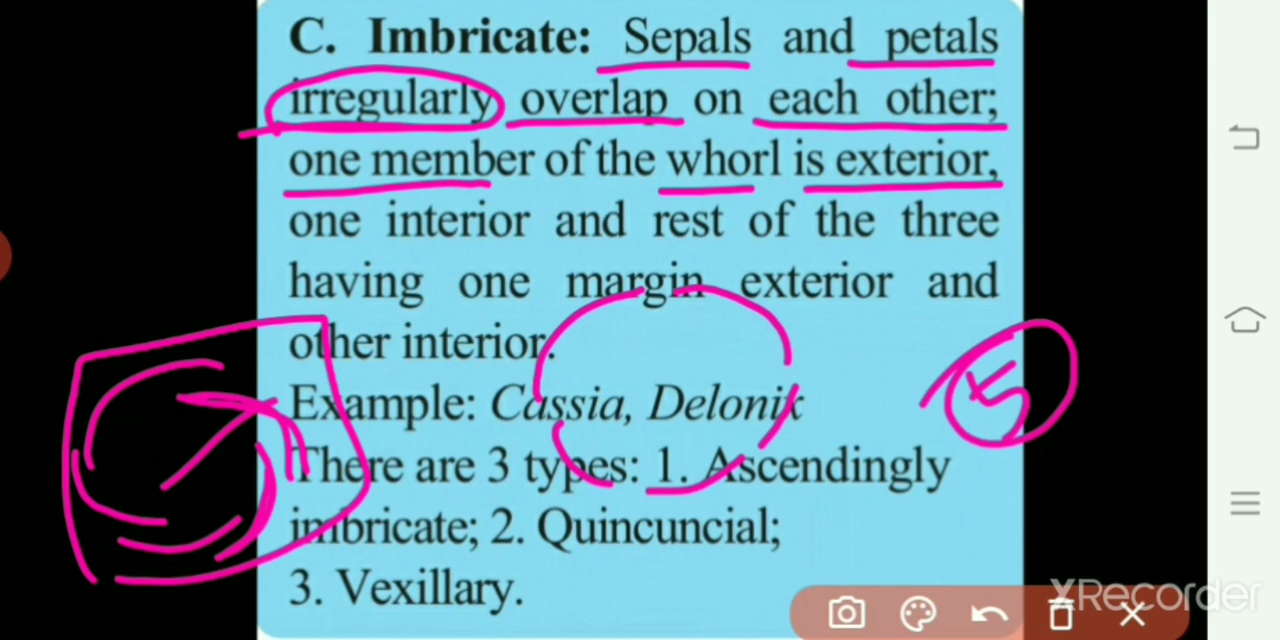 C. Imbricate: Sepals and petals
irregularly overlap on each other;
one member of the whorl is exterior,
one interior and rest of the three
having one margin exterior and
other interior.
5
Example: Cassia, Delonix
There are 3 types: 1. Ascendingly
imbricate; 2. Quincuncial;
3. Vexillary.
XRecorder